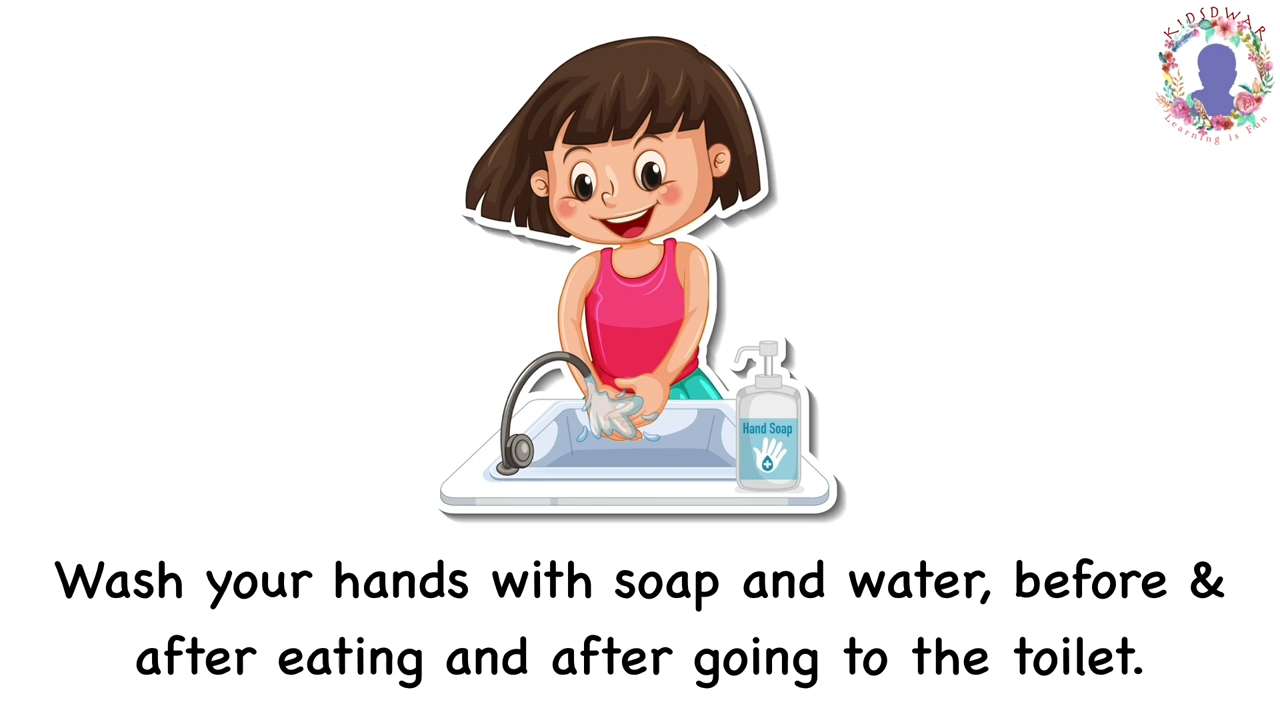 KIDSDWAR
Learning is Fun
Hand Soap
Wash your hands with soap and water, before &
after eating and after going to the toilet.